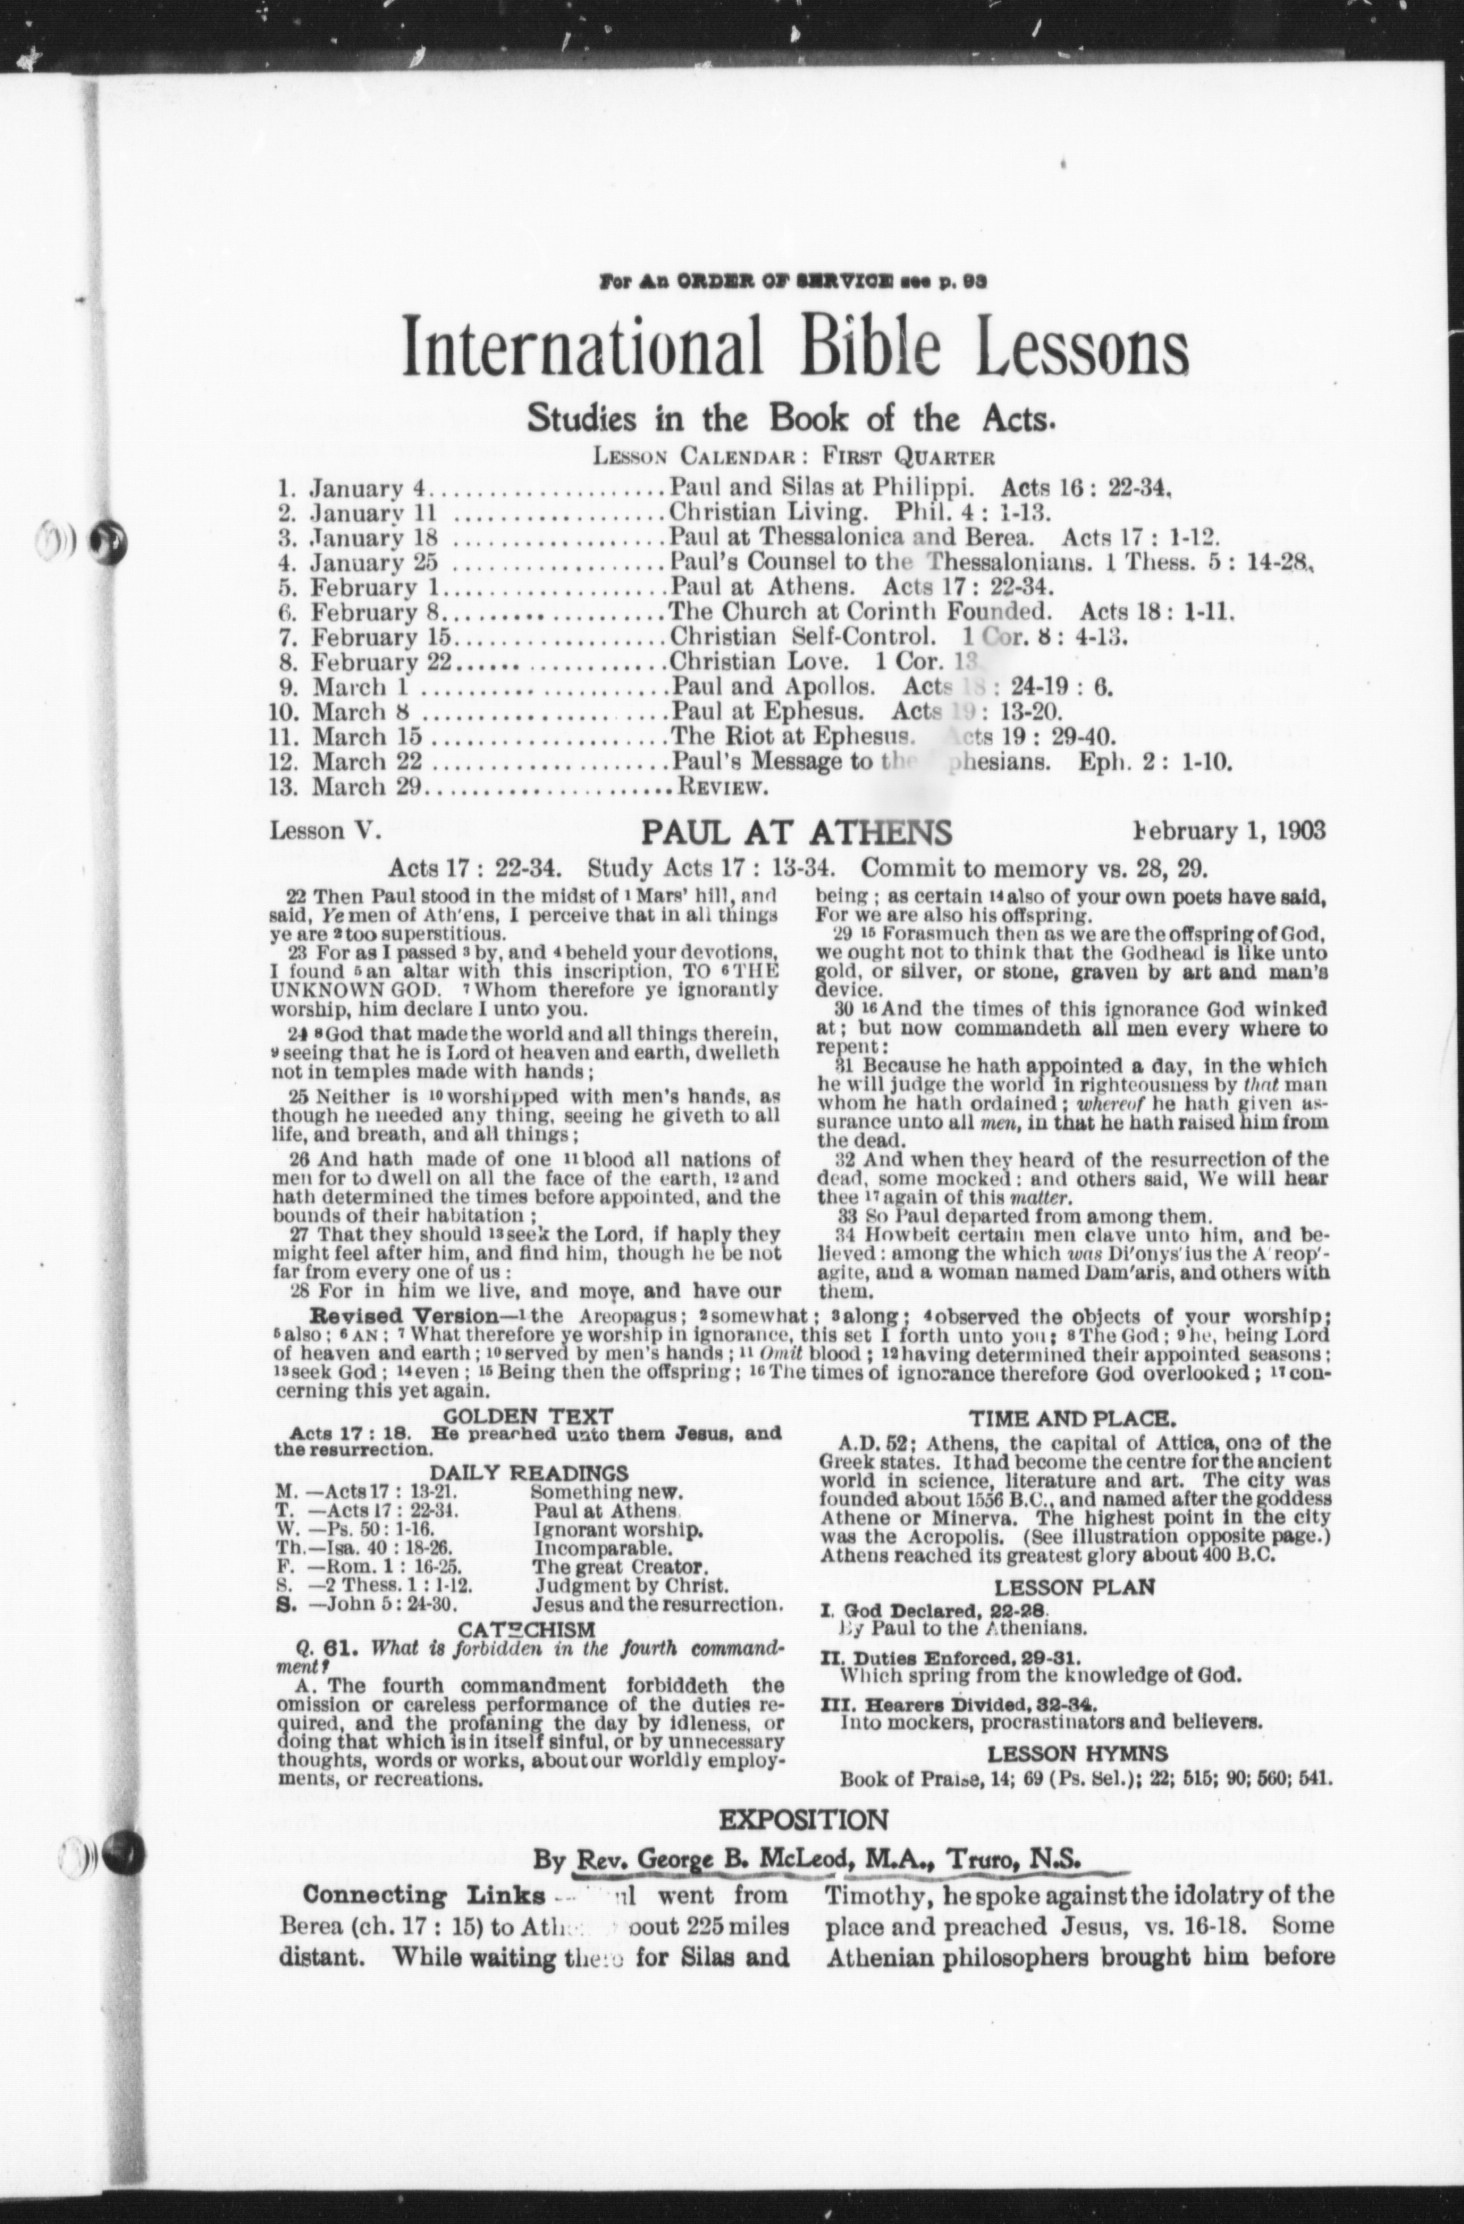 For An ORDER OF SERVICE see p. 93
International Bible Lessons
Studies in the Book of the Acts.
LESSON CALENDAR: FIRST QUARTER
1. January 4.....................Paul and Silas at Philippi. Acts 16: 22-34.
2. January 11 ..................Christian Living. Phil. 4: 1-13.
3. January 18 ..................Paul at Thessalonica and Berea. Acts 17: 1-12.
4. January 25 ..................Paul's Counsel to the Thessalonians. 1 Thess. 5: 14-28.
5. February 1...................Paul at Athens. Acts 17: 22-34.
6. February 8...................The Church at Corinth Founded. Acts 18: 1-11.
7. February 15..................Christian Self-Control. 1 Cor. 8: 4-13.
8. February 22..................Christian Love. 1 Cor. 13
9. March 1 .....................Paul and Apollos. Acts 18: 24-19: 6.
10. March 8 .....................Paul at Ephesus. Acts 19: 13-20.
11. March 15 ....................The Riot at Ephesus. Acts 19: 29-40.
12. March 22 ....................Paul's Message to the phesians. Eph. 2: 1-10.
13. March 29.....................REVIEW.
Lesson V. PAUL AT ATHENS February 1, 1903
Acts 17: 22-34. Study Acts 17: 13-34. Commit to memory vs. 28, 29.
22 Then Paul stood in the midst of 1 Mars' hill, and
said, Ye men of Ath'ens, I perceive that in all things
ye are 2 too superstitious.
23 For as I passed 3 by, and 4 beheld your devotions,
I found 5 an altar with this inscription, TO 6 THE
UNKNOWN GOD. 7 Whom therefore ye ignorantly
worship, him declare I unto you.
24 8 God that made the world and all things therein,
9 seeing that he is Lord of heaven and earth, dwelleth
not in temples made with hands;
25 Neither is 10 worshipped with men's hands, as
though he needed any thing, seeing he giveth to all
life, and breath, and all things;
26 And hath made of one 11 blood all nations of
men for to dwell on all the face of the earth, 12 and
hath determined the times before appointed, and the
bounds of their habitation;
27 That they should 13 seek the Lord, if haply they
might feel after him, and find him, though he be not
far from every one of us:
28 For in him we live, and move, and have our
being; as certain 14 also of your own poets have said,
For we are also his offspring.
29 15 Forasmuch then as we are the offspring of God,
we ought not to think that the Godhead is like unto
gold, or silver, or stone, graven by art and man's
device.
30 16 And the times of this ignorance God winked
at; but now commandeth all men every where to
repent:
31 Because he hath appointed a day, in the which
he will judge the world in righteousness by that man
whom he hath ordained; whereof he hath given as-
surance unto all men, in that he hath raised him from
the dead.
32 And when they heard of the resurrection of the
dead, some mocked: and others said, We will hear
thee 17 again of this matter.
33 So Paul departed from among them.
34 Howbeit certain men clave unto him, and be-
lieved: among the which was Di'onys'ius the A'reop'-
agite, and a woman named Dam'aris, and others with
them.
Revised Version—1 the Areopagus; 2 somewhat; 3 along; 4 observed the objects of your worship;
5 also; 6 AN; 7 What therefore ye worship in ignorance, this set I forth unto you; 8 The God; 9 he, being Lord
of heaven and earth; 10 served by men's hands; 11 Omit blood; 12 having determined their appointed seasons;
13 seek God; 14 even; 15 Being then the offspring; 16 The times of ignorance therefore God overlooked; 17 con-
cerning this yet again.
GOLDEN TEXT
Acts 17: 18. He preached unto them Jesus, and
the resurrection.
DAILY READINGS
M. —Acts 17: 13-21. Something new.
T. —Acts 17: 22-34. Paul at Athens.
W. —Ps. 50: 1-16. Ignorant worship.
Th.—Isa. 40: 18-26. Incomparable.
F. —Rom. 1: 16-25. The great Creator.
S. —2 Thess. 1: 1-12. Judgment by Christ.
S. —John 5: 24-30. Jesus and the resurrection.
CATECHISM
Q. 61. What is forbidden in the fourth command-
ment?
A. The fourth commandment forbiddeth the
omission or careless performance of the duties re-
quired, and the profaning the day by idleness, or
doing that which is in itself sinful, or by unnecessary
thoughts, words or works, about our worldly employ-
ments, or recreations.
TIME AND PLACE.
A.D. 52; Athens, the capital of Attica, one of the
Greek states. It had become the centre for the ancient
world in science, literature and art. The city was
founded about 1556 B.C., and named after the goddess
Athene or Minerva. The highest point in the city
was the Acropolis. (See illustration opposite page.)
Athens reached its greatest glory about 400 B.C.
LESSON PLAN
I. God Declared, 22-28.
By Paul to the Athenians.
II. Duties Enforced, 29-31.
Which spring from the knowledge of God.
III. Hearers Divided, 32-34.
Into mockers, procrastinators and believers.
LESSON HYMNS
Book of Praise, 14; 69 (Ps. Sel.); 22; 515; 90; 560; 541.
EXPOSITION
By Rev. George B. McLeod, M.A., Truro, N.S.
Connecting Links — ul went from
Berea (ch. 17: 15) to Ath bout 225 miles
distant. While waiting there for Silas and
Timothy, he spoke against the idolatry of the
place and preached Jesus, vs. 16-18. Some
Athenian philosophers brought him before